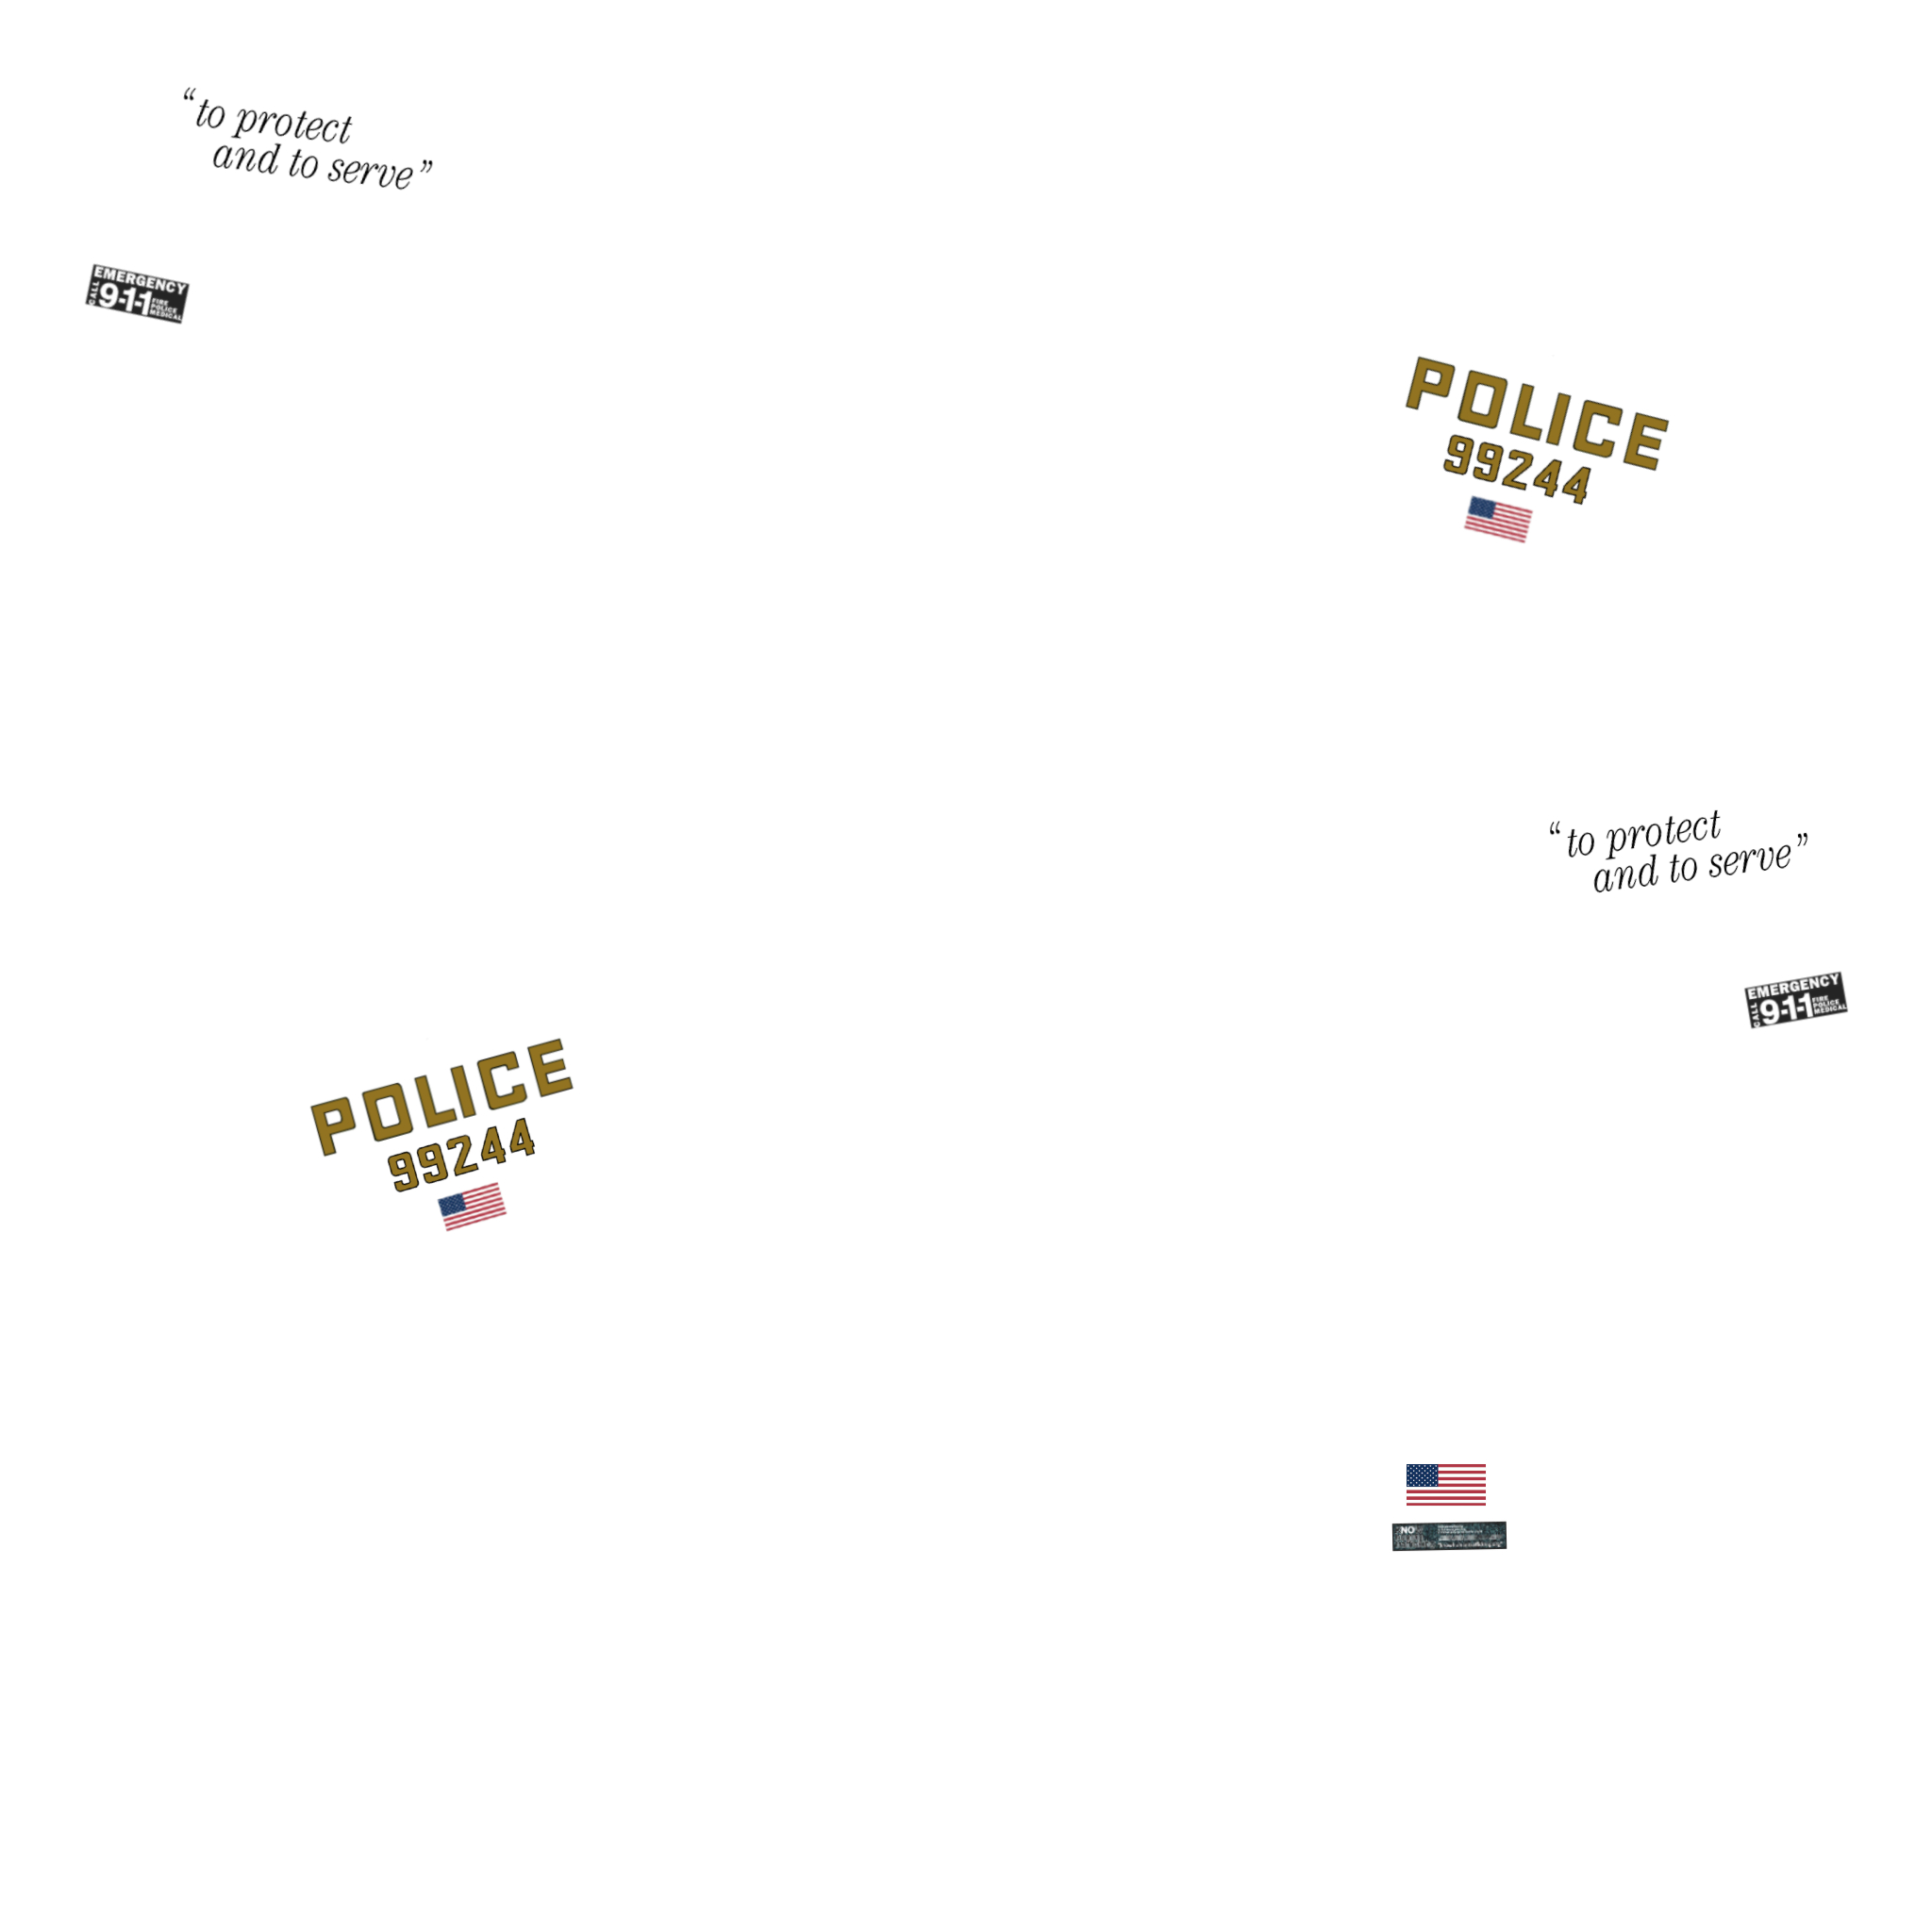 “to protect
and to serve”
EMERGENCY
CALL
9-1-1
FIRE
POLICE
MEDICAL
POLICE
99244
“to protect
and to serve”
EMERGENCY
CALL
9-1-1
FIRE
POLICE
MEDICAL
POLICE
99244
NO